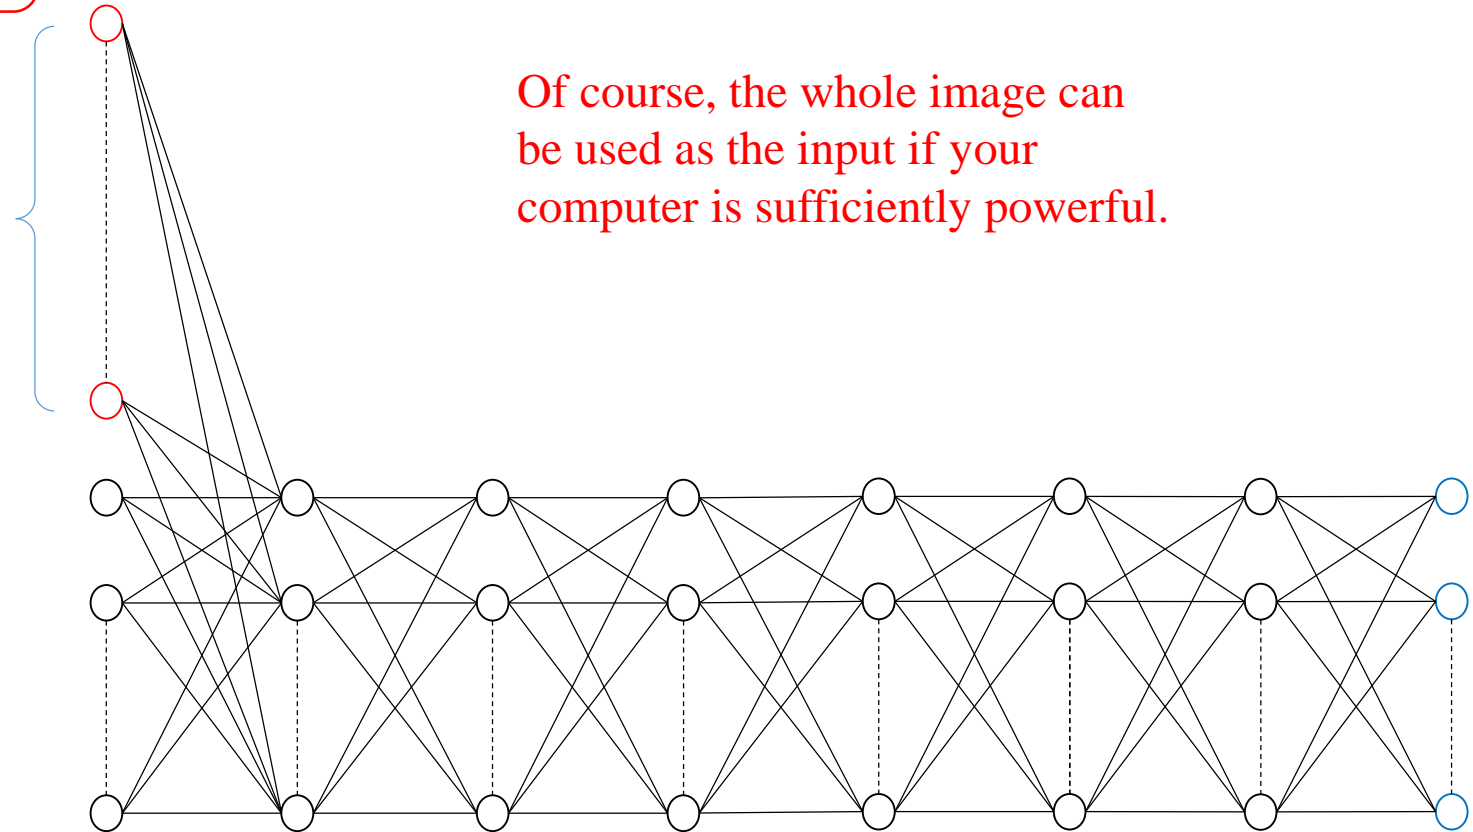 Of course, the whole image can
be used as the input if your
computer is sufficiently powerful.